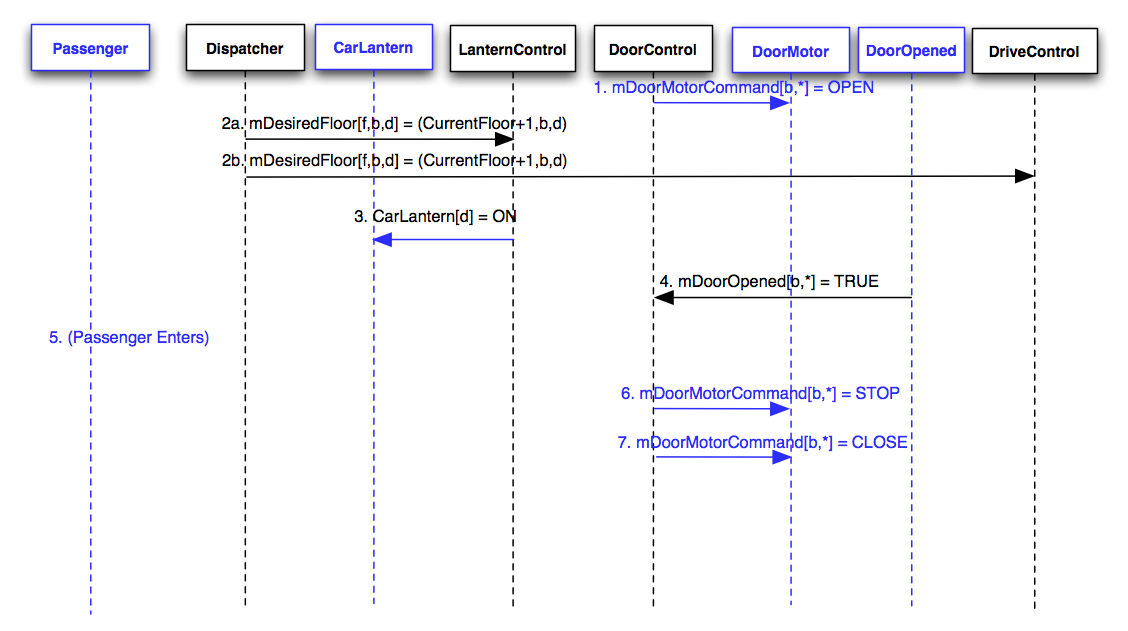 Passenger
Dispatcher
CarLantern
LanternControl
DoorControl
DoorMotor
DoorOpened
DriveControl
1. mDoorMotorCommand[b,*] = OPEN
2a. mDesiredFloor[f,b,d] = (CurrentFloor+1,b,d)
2b. mDesiredFloor[f,b,d] = (CurrentFloor+1,b,d)
3. CarLantern[d] = ON
4. mDoorOpened[b,*] = TRUE
5. (Passenger Enters)
6. mDoorMotorCommand[b,*] = STOP
7. mDoorMotorCommand[b,*] = CLOSE